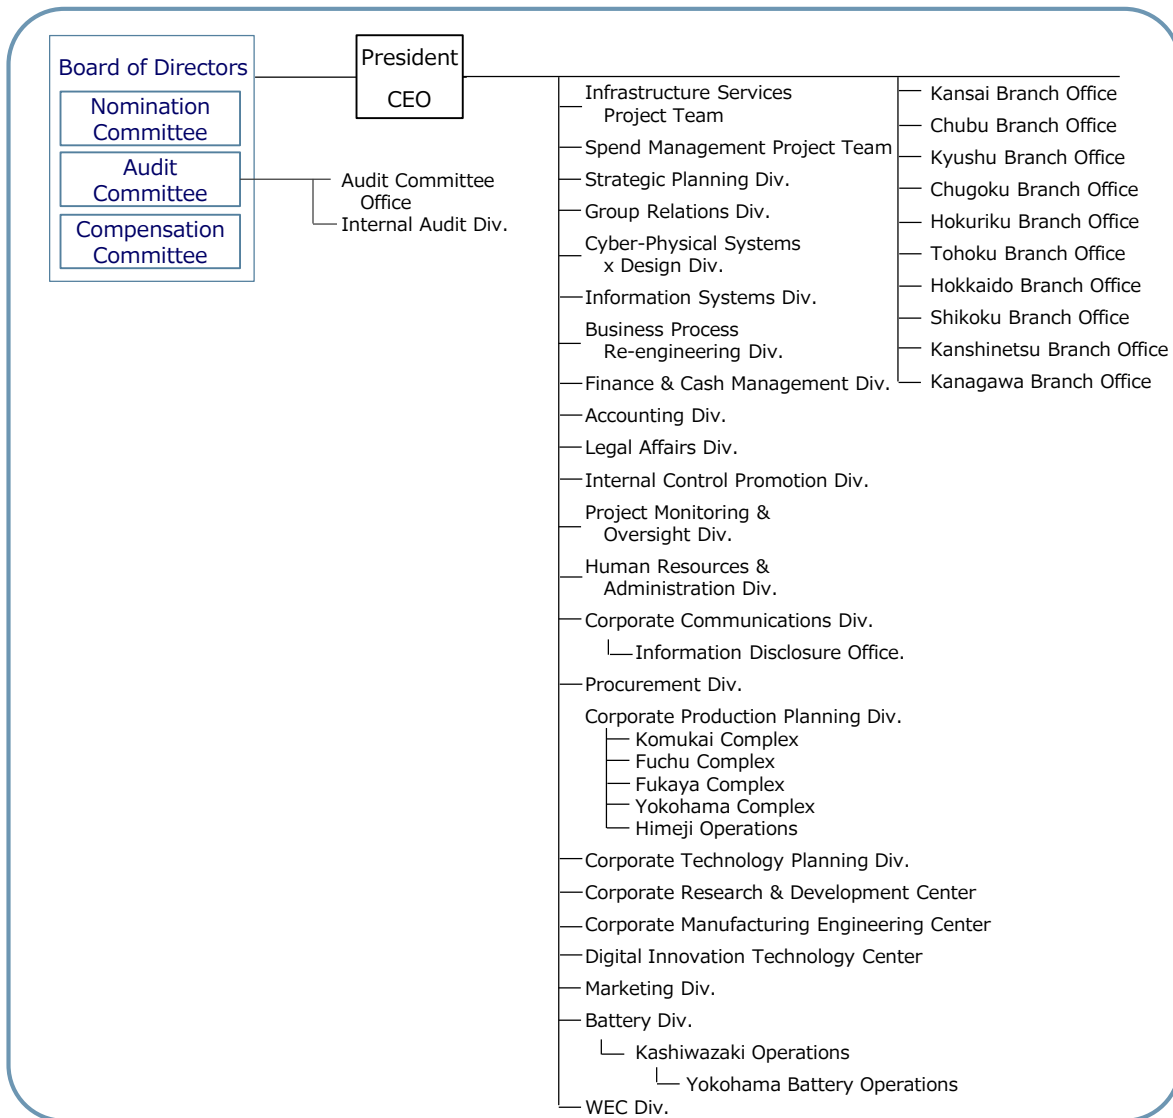 Board of Directors
Nomination
Committee
Audit
Committee
Compensation
Committee
President
CEO
Audit Committee
Office
Internal Audit Div.
Infrastructure Services
Project Team
Spend Management Project Team
Strategic Planning Div.
Group Relations Div.
Cyber-Physical Systems
x Design Div.
Information Systems Div.
Business Process
Re-engineering Div.
Finance & Cash Management Div.
Accounting Div.
Legal Affairs Div.
Internal Control Promotion Div.
Project Monitoring &
Oversight Div.
Human Resources &
Administration Div.
Corporate Communications Div.
Information Disclosure Office.
Procurement Div.
Corporate Production Planning Div.
Komukai Complex
Fuchu Complex
Fukaya Complex
Yokohama Complex
Himeji Operations
Corporate Technology Planning Div.
Corporate Research & Development Center
Corporate Manufacturing Engineering Center
Digital Innovation Technology Center
Marketing Div.
Battery Div.
Kashiwazaki Operations
Yokohama Battery Operations
WEC Div.
Kansai Branch Office
Chubu Branch Office
Kyushu Branch Office
Chugoku Branch Office
Hokuriku Branch Office
Tohoku Branch Office
Hokkaido Branch Office
Shikoku Branch Office
Kanshinetsu Branch Office
Kanagawa Branch Office